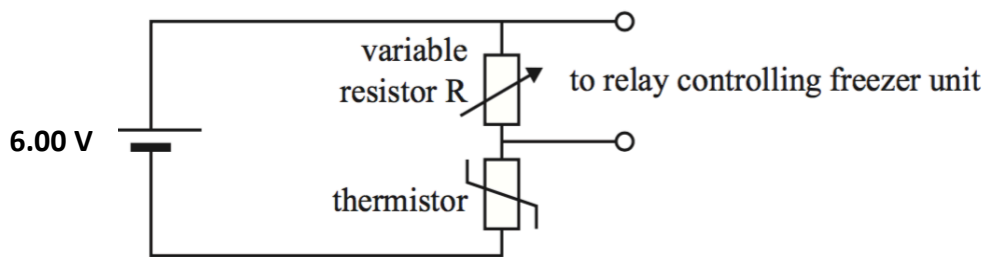 variable
resistor R
to relay controlling freezer unit
6.00 V
thermistor